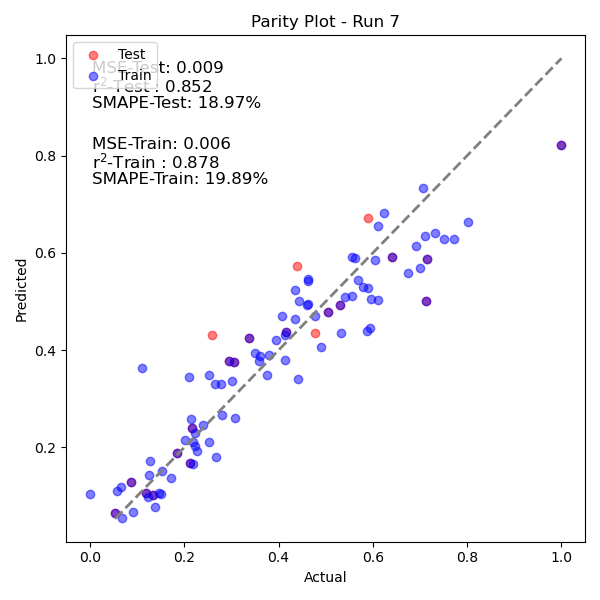 Parity Plot - Run 7
Test
Train
MSE-Test: 0.009
r²-Test : 0.852
SMAPE-Test: 18.97%
MSE-Train: 0.006
r²-Train : 0.878
SMAPE-Train: 19.89%
Predicted
1.0
0.8
0.6
0.4
0.2
0.0 0.2 0.4 0.6 0.8 1.0
Actual